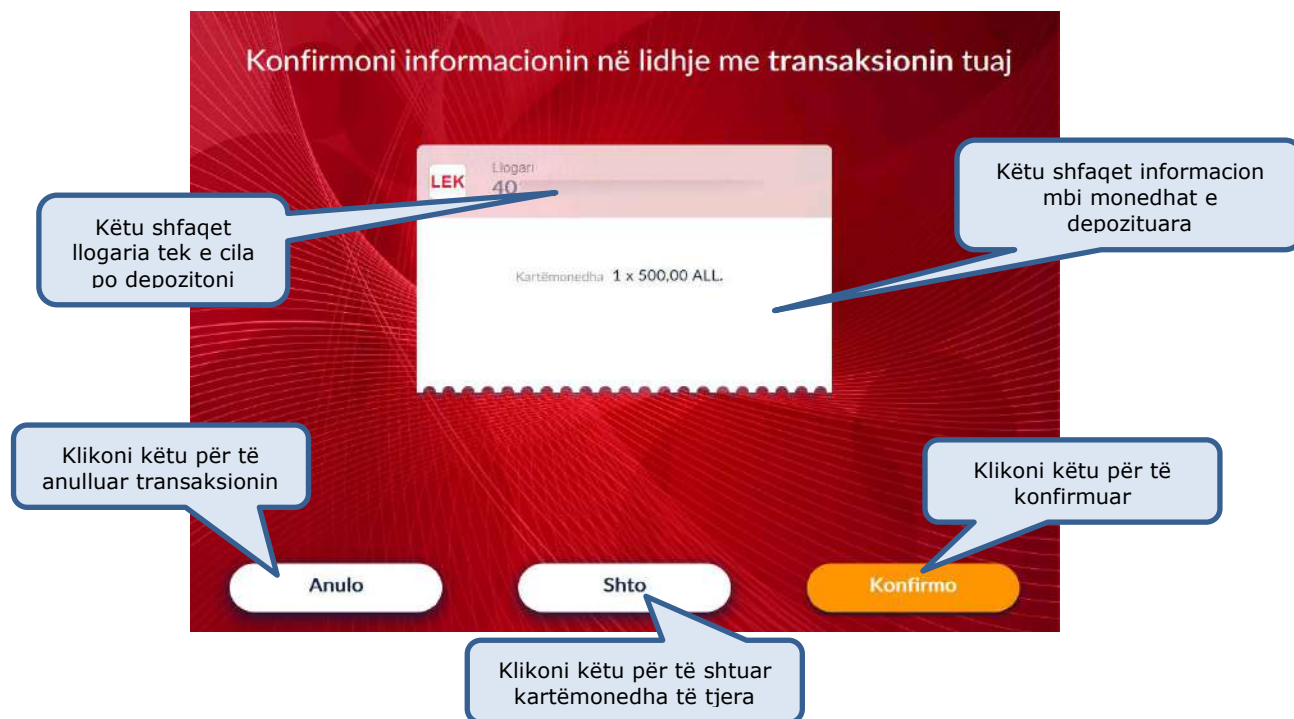 Konfirmoni informacionin në lidhje me transaksionin tuaj
LEK
Llogari
40
Kartëmonedha 1 x 500,00 ALL.
Këtu shfaqet
llogaria tek e cila
po depozitoni
Këtu shfaqet informacion
mbi monedhat e
depozituara
Klikoni këtu për të
anulluar transaksionin
Klikoni këtu për të
konfirmuar
Anulo
Shto
Konfirmo
Klikoni këtu për të shtuar
kartëmonedha të tjera